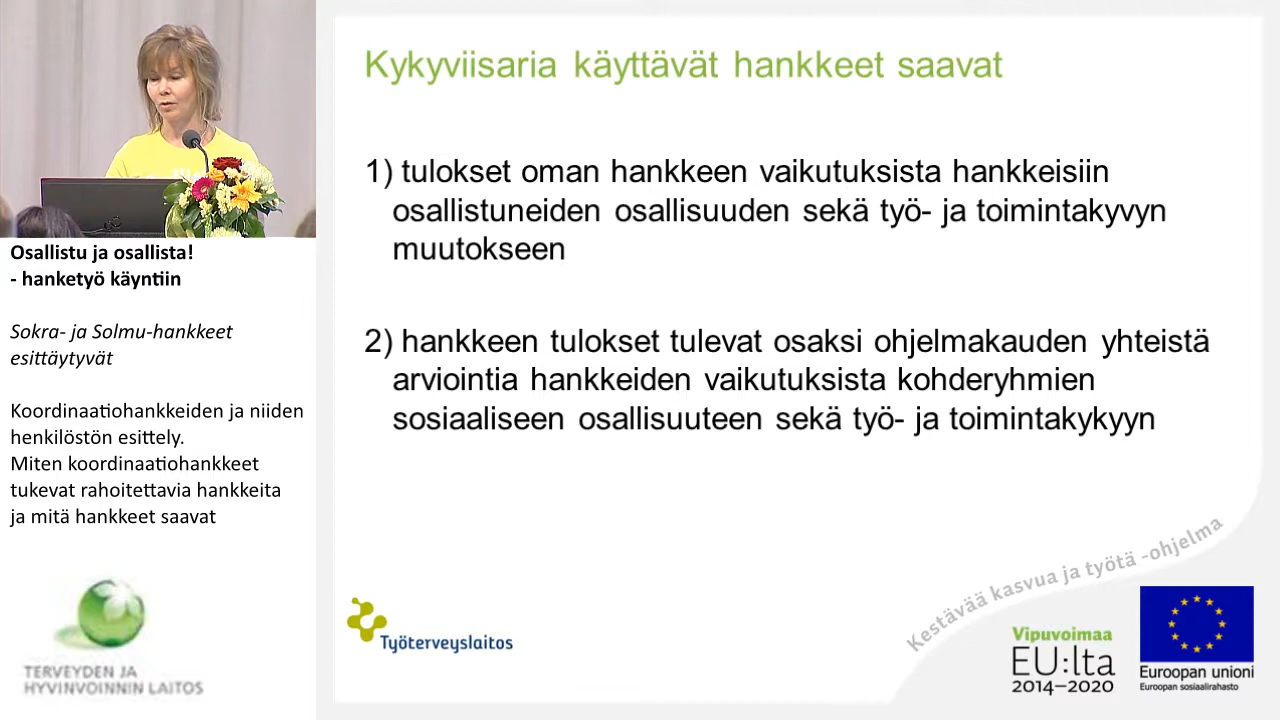 Osallistu ja osallista!
- hanketyö käyntiin
Sokra- ja Solmu-hankkeet
esittäytyvät
Koordinaatiohankkeiden ja niiden
henkilöstön esittely.
Miten koordinaatiohankkeet
tukevat rahoitettavia hankkeita
ja mitä hankkeet saavat
TERVEYDEN JA
HYVINVOINNIN LAITOS
Kykyviisaria käyttävät hankkeet saavat
1) tulokset oman hankkeen vaikutuksista hankkeisiin
osallistuneiden osallisuuden sekä työ- ja toimintakyvyn
muutokseen
2) hankkeen tulokset tulevat osaksi ohjelmakauden yhteistä
arviointia hankkeiden vaikutuksista kohderyhmien
sosiaaliseen osallisuuteen sekä työ- ja toimintakykyyn
Työterveyslaitos
Kestävää kasvua ja työtä -ohjelma
Vipuvoimaa
EU:lta
2014–2020
Euroopan unioni
Euroopan sosiaalirahasto